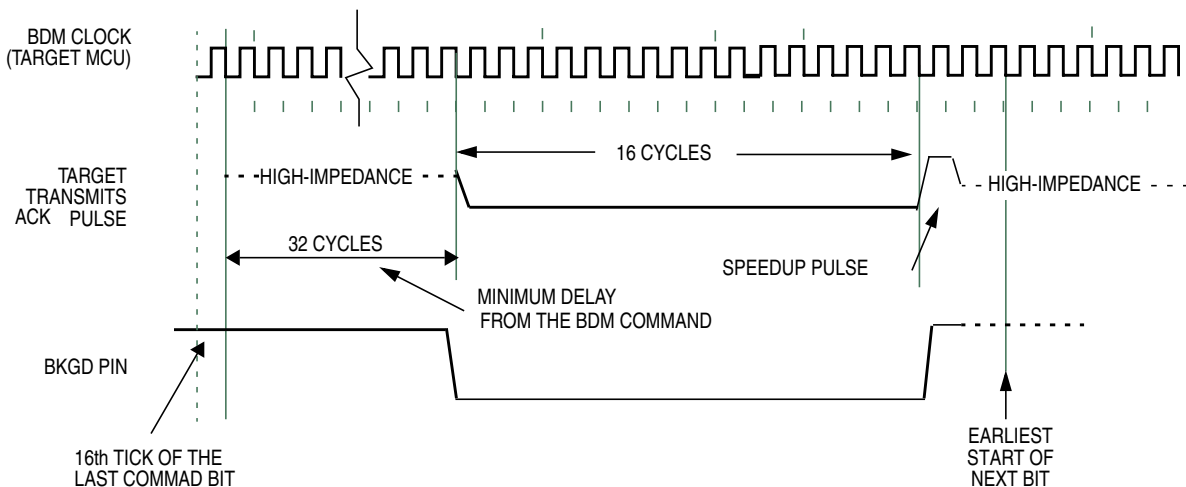 BDM CLOCK
(TARGET MCU)
16 CYCLES
TARGET
TRANSMITS
ACK PULSE
HIGH-IMPEDANCE
HIGH-IMPEDANCE
32 CYCLES
SPEEDUP PULSE
MINIMUM DELAY
FROM THE BDM COMMAND
BKGD PIN
16th TICK OF THE
LAST COMMAD BIT
EARLIEST
START OF
NEXT BIT